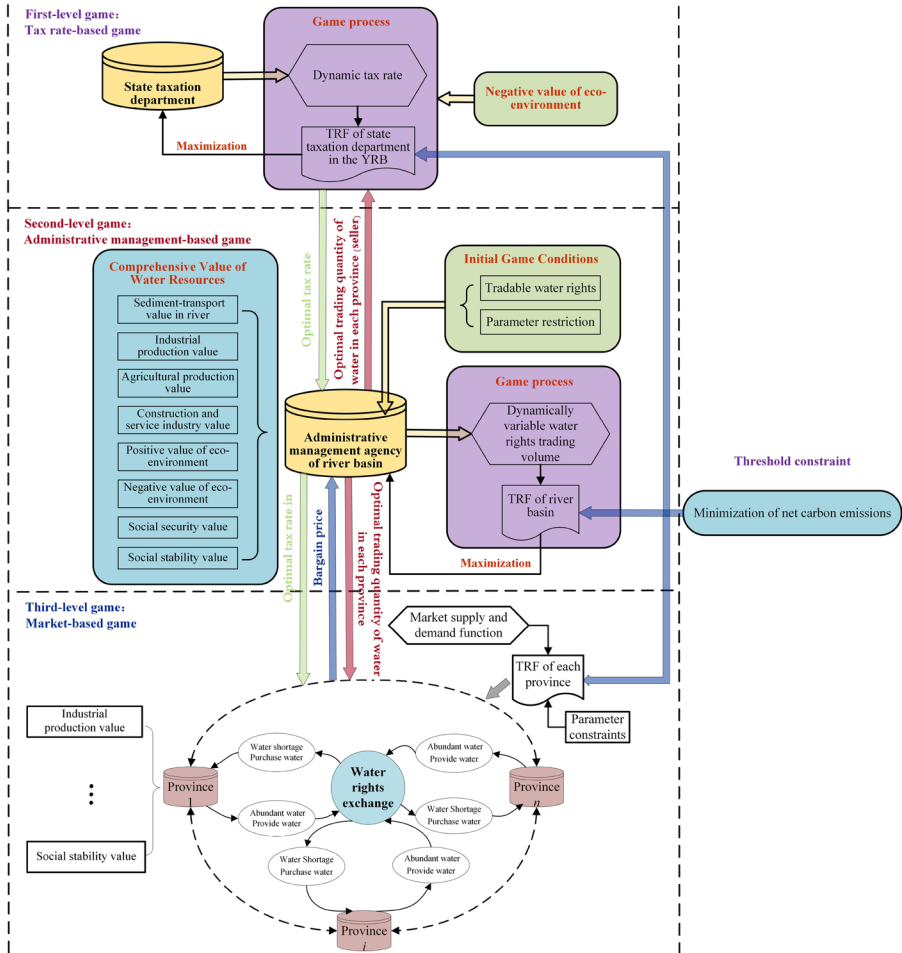 First-level game:
Tax rate-based game
Game process
State taxation
department
Dynamic tax rate
Negative value of eco-
environment
Maximization
TRF of state
taxation department
in the YRB
Second-level game:
Administrative management-based game
Optimal tax rate
Optimal trading quantity of
water in each province (seller)
Comprehensive Value of
Water Resources
Sediment-transport
value in river
Industrial
production value
Agricultural production
value
Construction and
service industry value
Positive value of eco-
environment
Negative value of eco-
environment
Social security value
Social stability value
Initial Game Conditions
Tradable water rights
Parameter restriction
Game process
Administrative
management agency
of river basin
Dynamically
variable water
rights trading
volume
TRF of river
basin
Maximization
Threshold constraint
Minimization of net carbon emissions
Optimal tax rate in
Bargain price
Optimal trading quantity of water
in each province
Third-level game:
Market-based game
Market supply and
demand function
TRF of each
province
Parameter
constraints
Industrial
production value
Social stability value
Province
Water shortage
Purchase water
Abundant water
Provide water
Water
rights
exchange
Abundant water
Provide water
Water Shortage
Purchase water
Province
n
Water Shortage
Purchase water
Abundant water
Provide water
Province
i